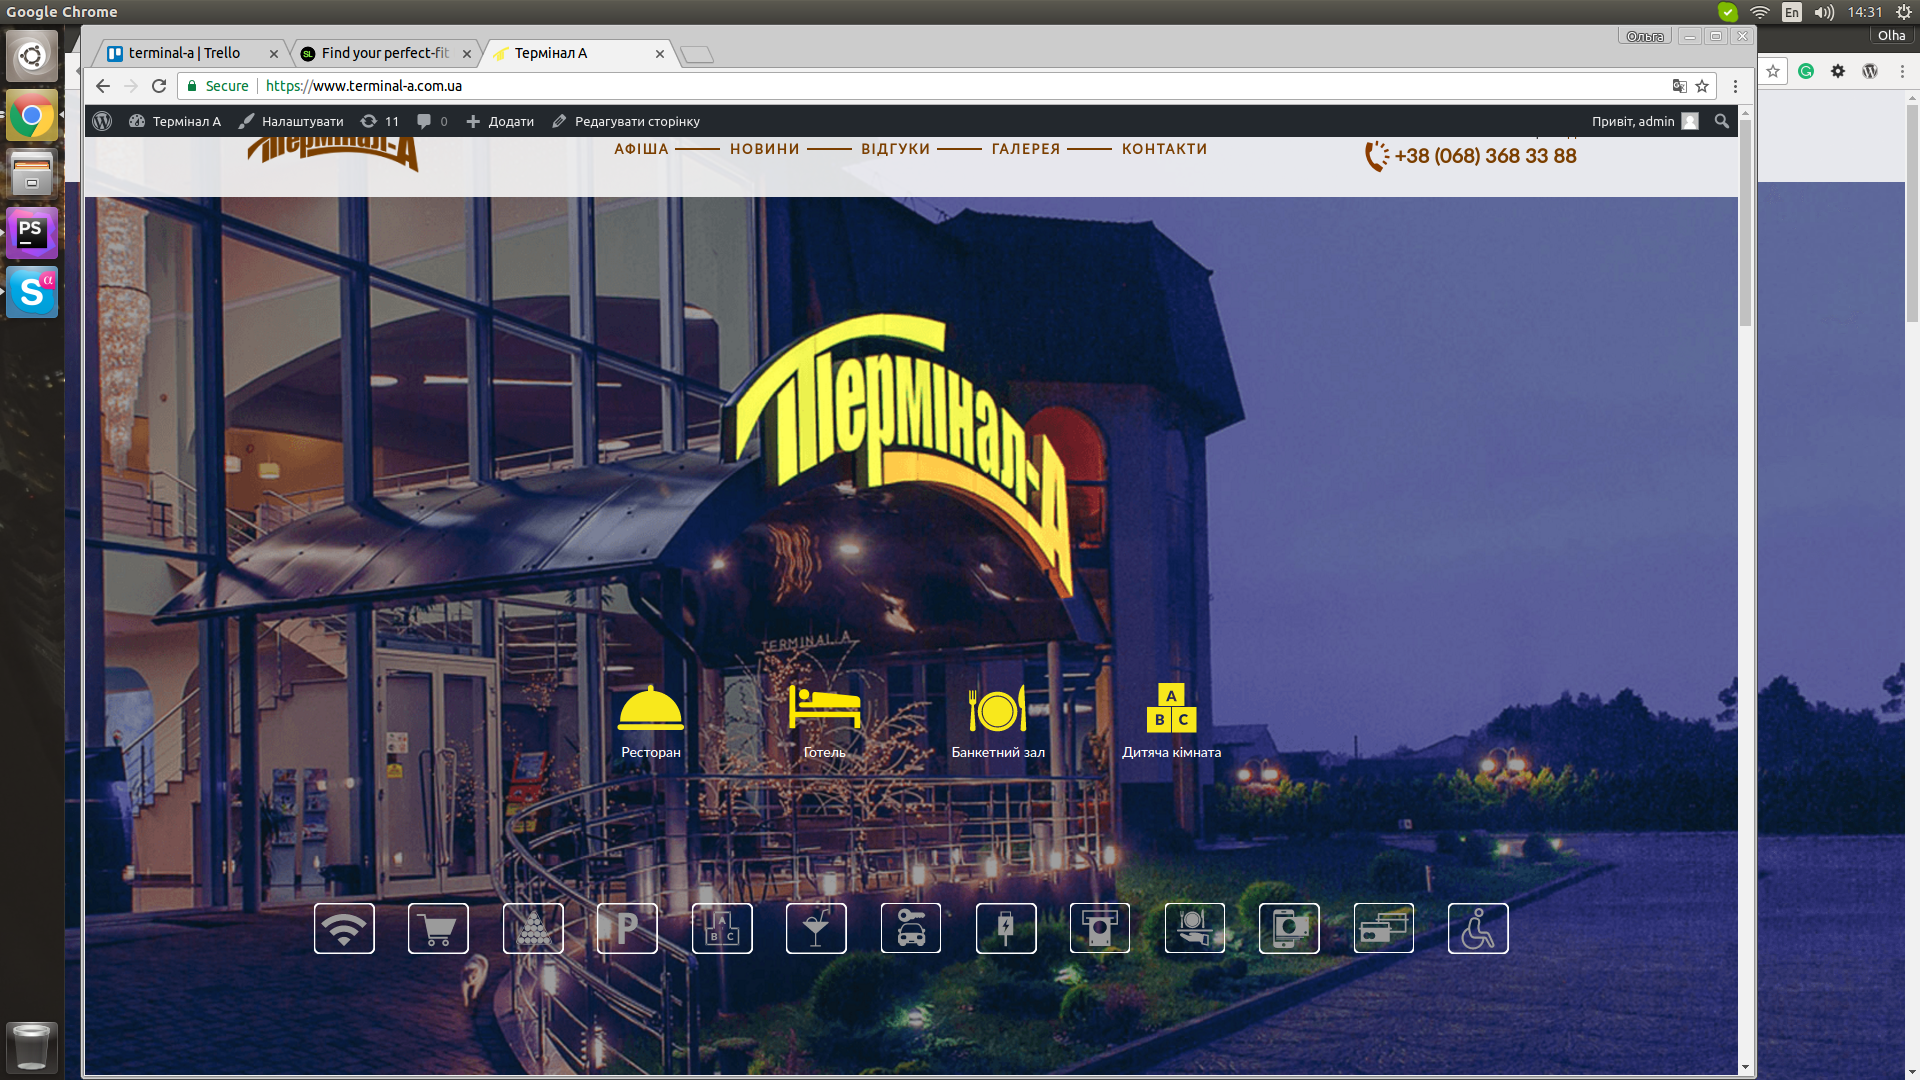 Google Chrome
En
14:31
Ольга
Olha
terminal-a | Trello
Find your perfect-fit
Термінал А
Secure
https://www.terminal-a.com.ua
Термінал А
Налаштувати
11
0
Додати
Редагувати сторінку
Привіт, admin
Термінал-А
АФІША
НОВИНИ
ВІДГУКИ
ГАЛЕРЕЯ
КОНТАКТИ
+38 (068) 368 33 88
PS
S
α
Термінал-А
TERMINAL A
A
B C
Ресторан
Готель
Банкетний зал
Дитяча кімната
P
A
B C